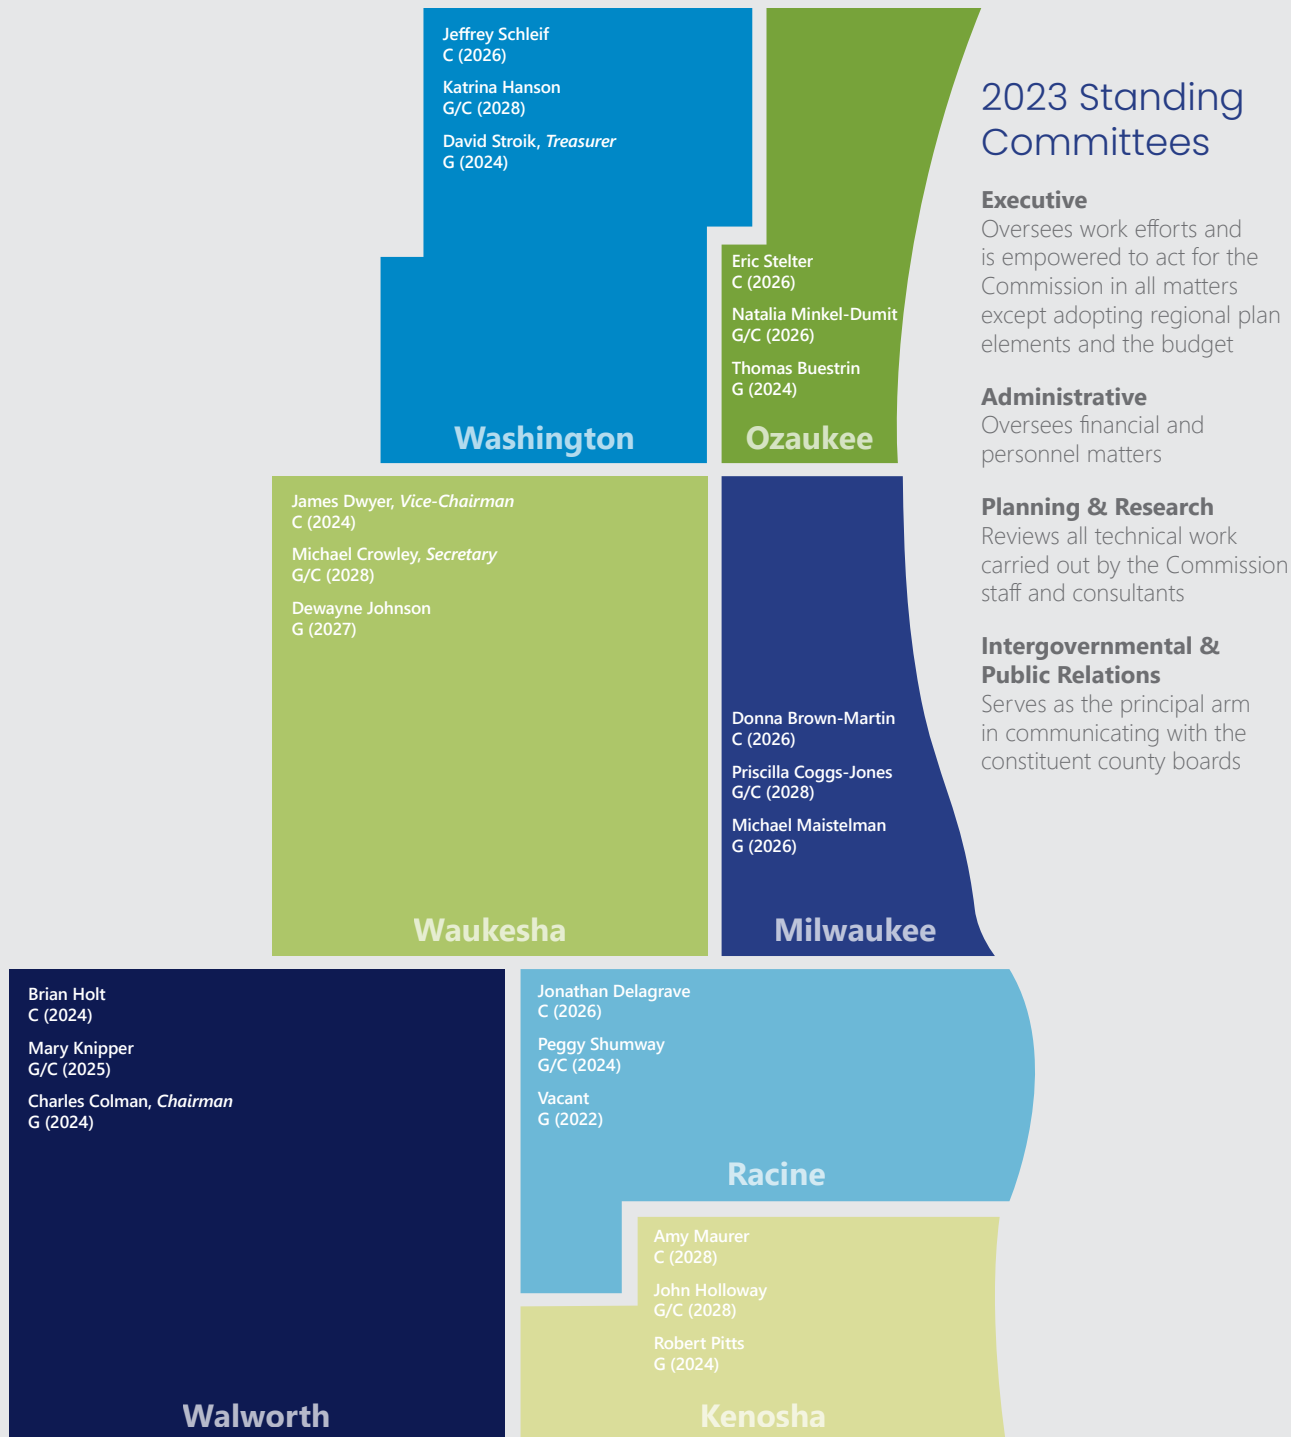 Jeffrey Schleif
C (2026)
Katrina Hanson
G/C (2028)
David Stroik, Treasurer
G (2024)
Washington
Eric Stelter
C (2026)
Natalia Minkel-Dumit
G/C (2026)
Thomas Buestrin
G (2024)
Ozaukee
James Dwyer, Vice-Chairman
C (2024)
Michael Crowley, Secretary
G/C (2028)
Dewayne Johnson
G (2027)
Waukesha
Donna Brown-Martin
C (2026)
Priscilla Coggs-Jones
G/C (2028)
Michael Maistelman
G (2026)
Milwaukee
Brian Holt
C (2024)
Mary Knipper
G/C (2025)
Charles Colman, Chairman
G (2024)
Walworth
Jonathan Delagrave
C (2026)
Peggy Shumway
G/C (2024)
Vacant
G (2022)
Racine
Amy Maurer
C (2028)
John Holloway
G/C (2028)
Robert Pitts
G (2024)
Kenosha
2023 Standing
Committees
Executive
Oversees work efforts and
is empowered to act for the
Commission in all matters
except adopting regional plan
elements and the budget
Administrative
Oversees financial and
personnel matters
Planning & Research
Reviews all technical work
carried out by the Commission
staff and consultants
Intergovernmental &
Public Relations
Serves as the principal arm
in communicating with the
constituent county boards